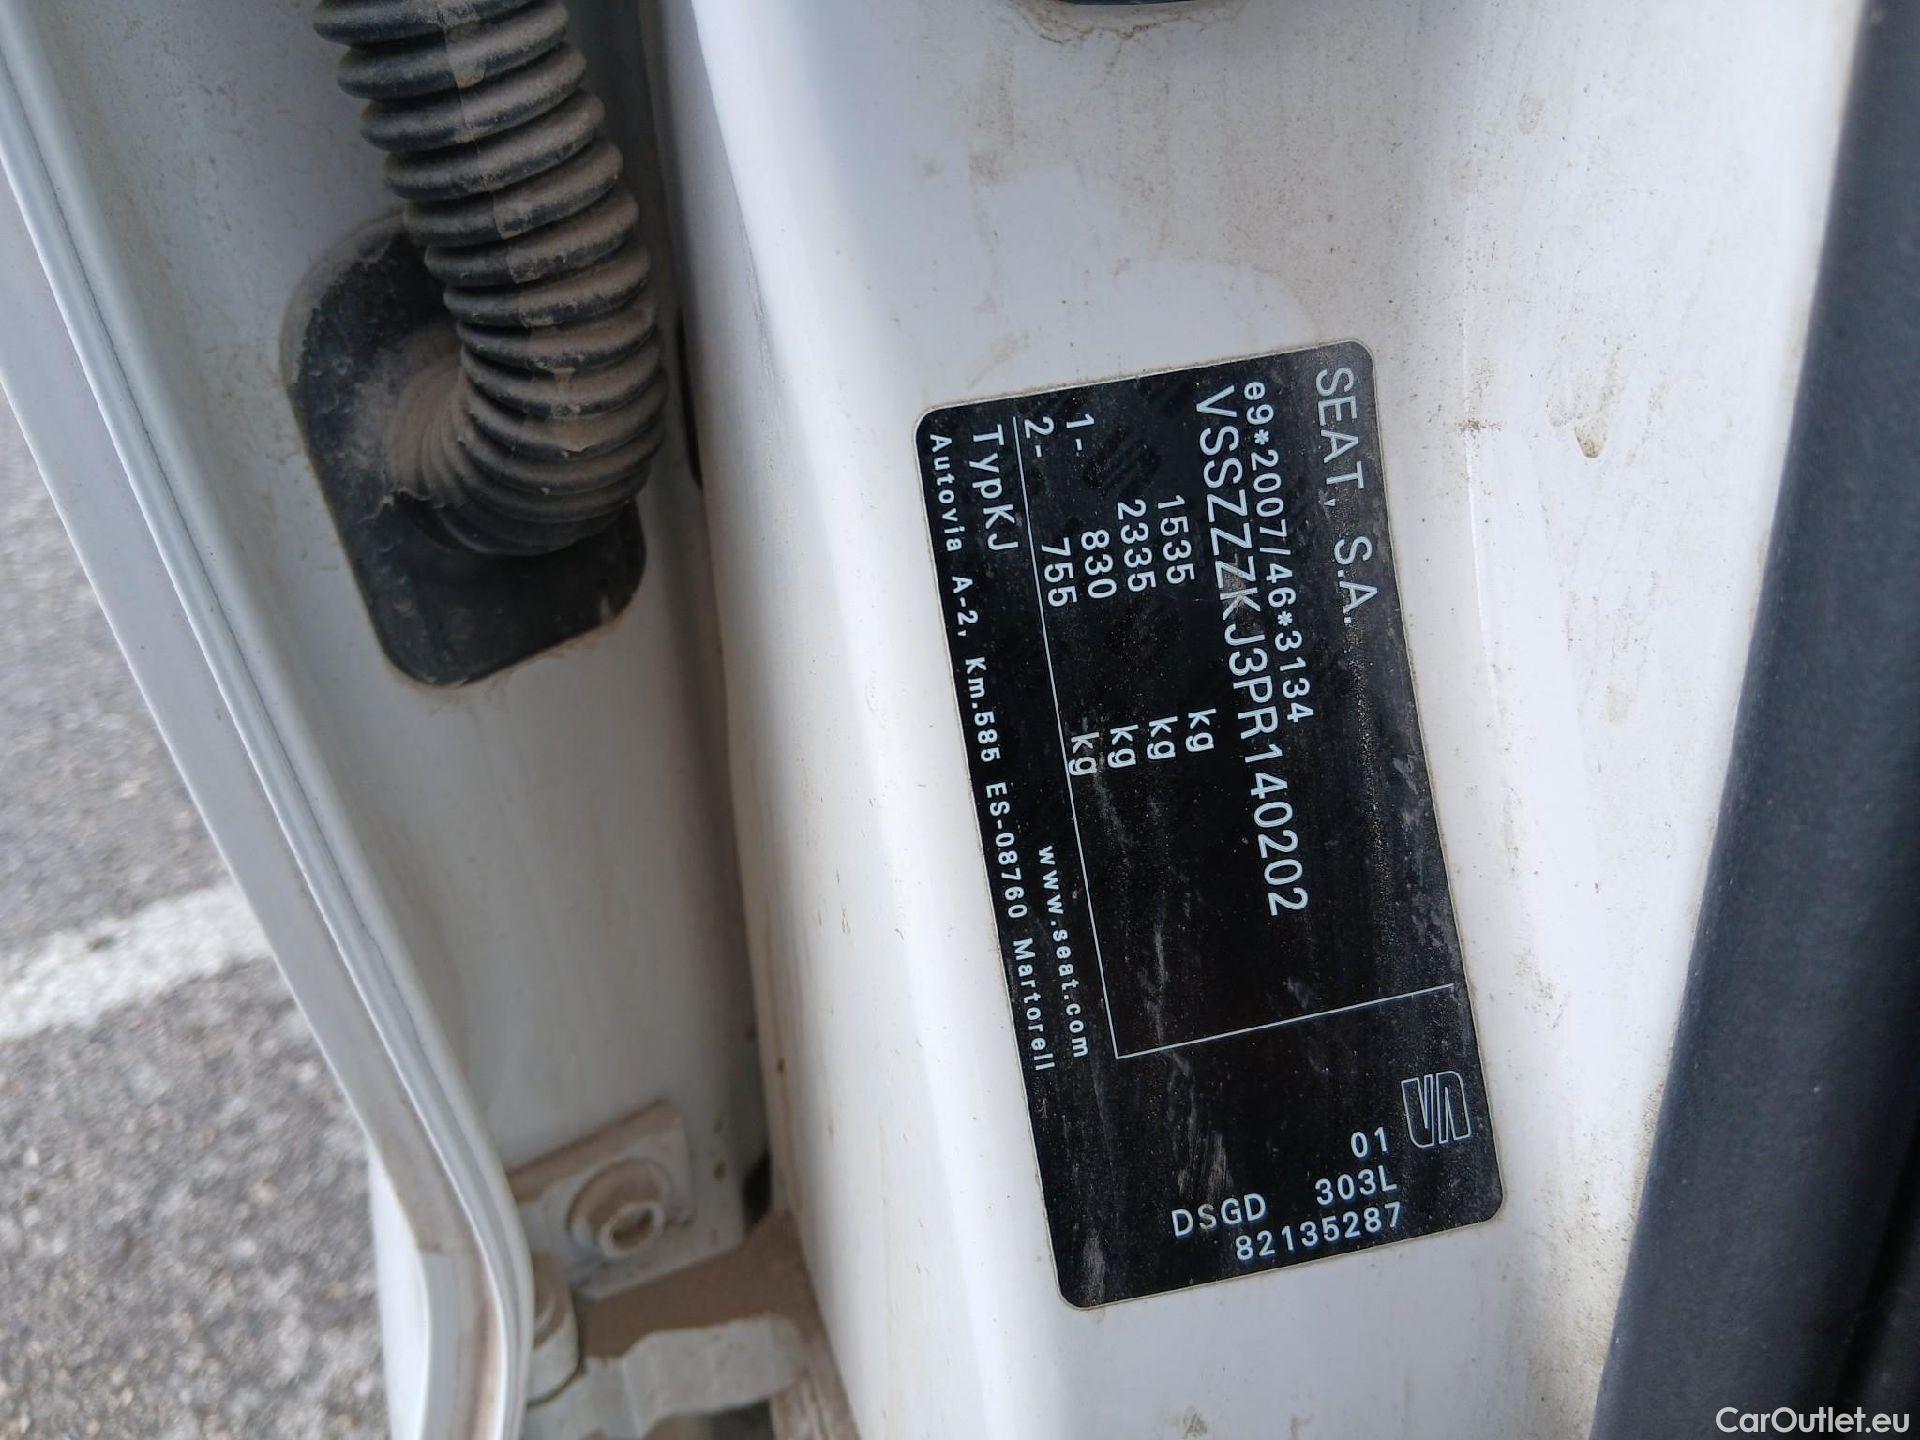 SEAT, S.A.
e9*2007/46*3134
VSSZZZKJ3PR140202
1535 kg
2335 kg
1- 830 kg
2- 755 kg
TypKJ www.seat.com
Autovia A-2, Km.585 ES-08760 Martorell
01
303L
DSGD 82135287
CarOutlet.eu